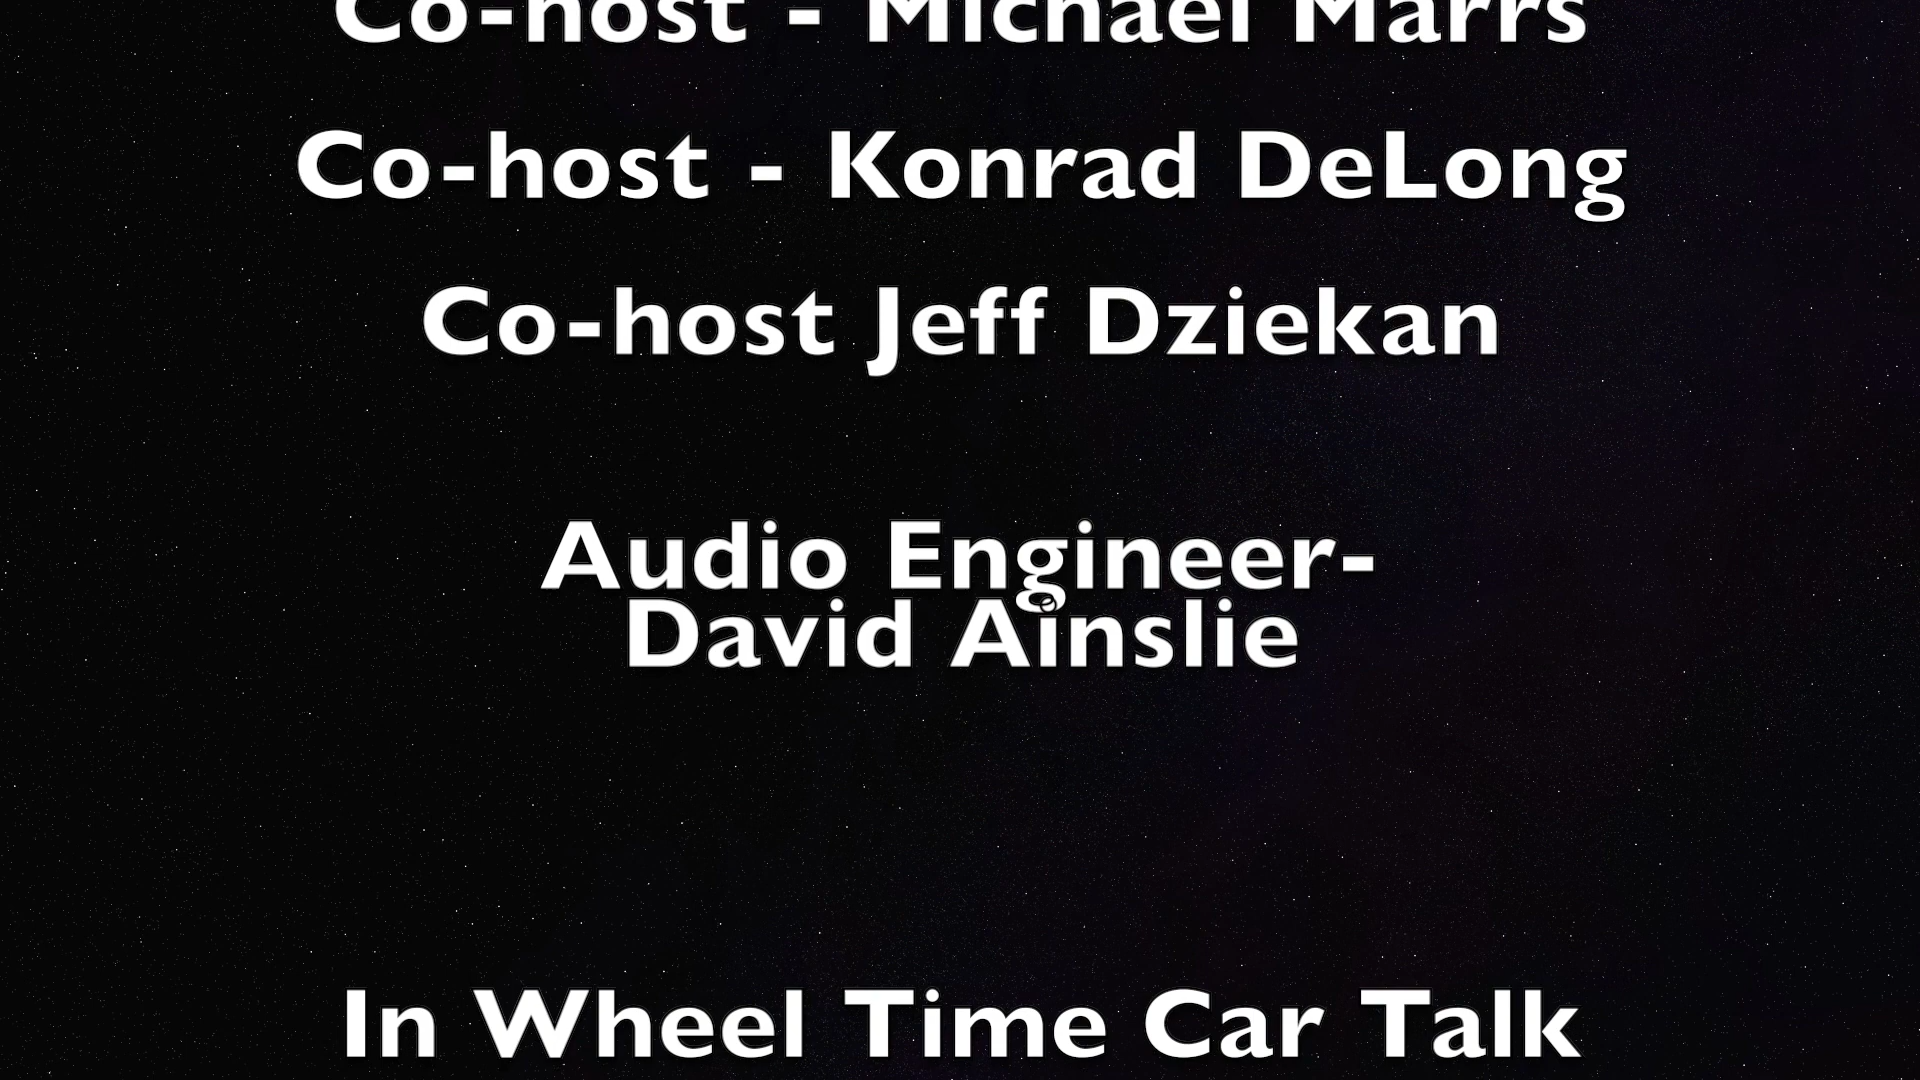 Co-host - Michael Marrs
Co-host - Konrad DeLong
Co-host Jeff Dziekan
Audio Engineer-
David Ainslie
In Wheel Time Car Talk